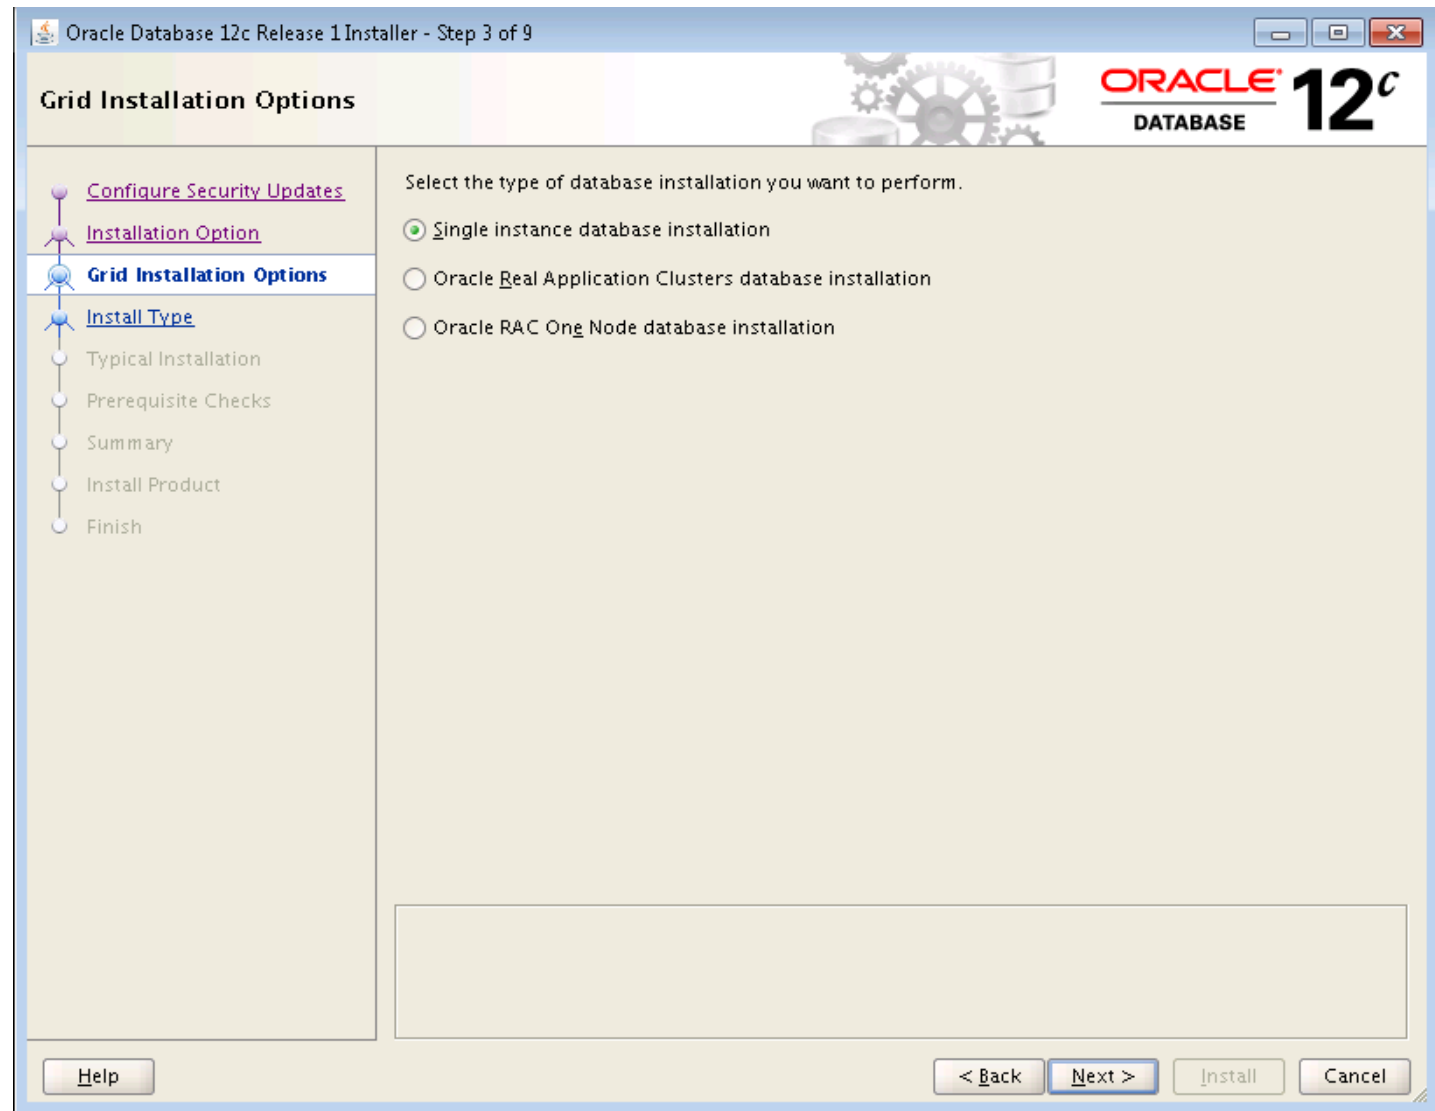 Oracle Database 12c Release 1 Installer - Step 3 of 9
Grid Installation Options
ORACLE
DATABASE
12c
Configure Security Updates
Installation Option
Grid Installation Options
Install Type
Typical Installation
Prerequisite Checks
Summary
Install Product
Finish
Select the type of database installation you want to perform.
Single instance database installation
Oracle Real Application Clusters database installation
Oracle RAC One Node database installation
Help
< Back
Next >
Install
Cancel